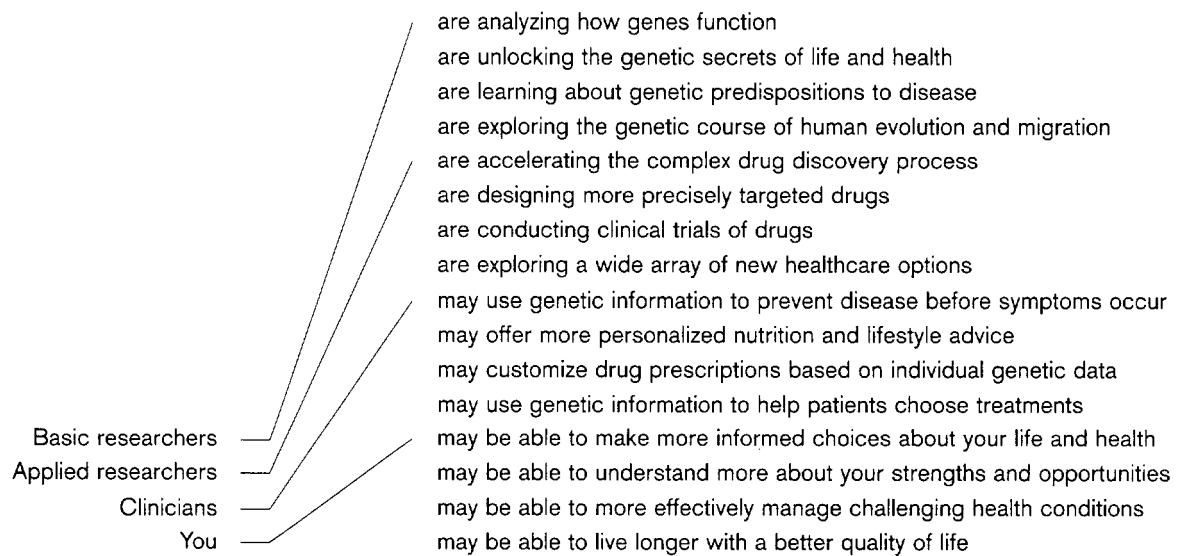 are analyzing how genes function
are unlocking the genetic secrets of life and health
are learning about genetic predispositions to disease
are exploring the genetic course of human evolution and migration
are accelerating the complex drug discovery process
are designing more precisely targeted drugs
are conducting clinical trials of drugs
are exploring a wide array of new healthcare options
may use genetic information to prevent disease before symptoms occur
may offer more personalized nutrition and lifestyle advice
may customize drug prescriptions based on individual genetic data
may use genetic information to help patients choose treatments
Basic researchers may be able to make more informed choices about your life and health
Applied researchers may be able to understand more about your strengths and opportunities
Clinicians may be able to more effectively manage challenging health conditions
You may be able to live longer with a better quality of life